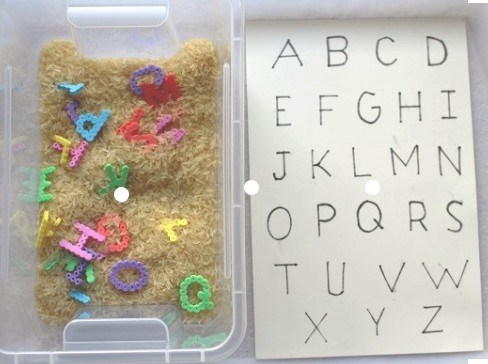 A B C D
E F G H I
J K L M N
O P Q R S
T U V W
X Y Z